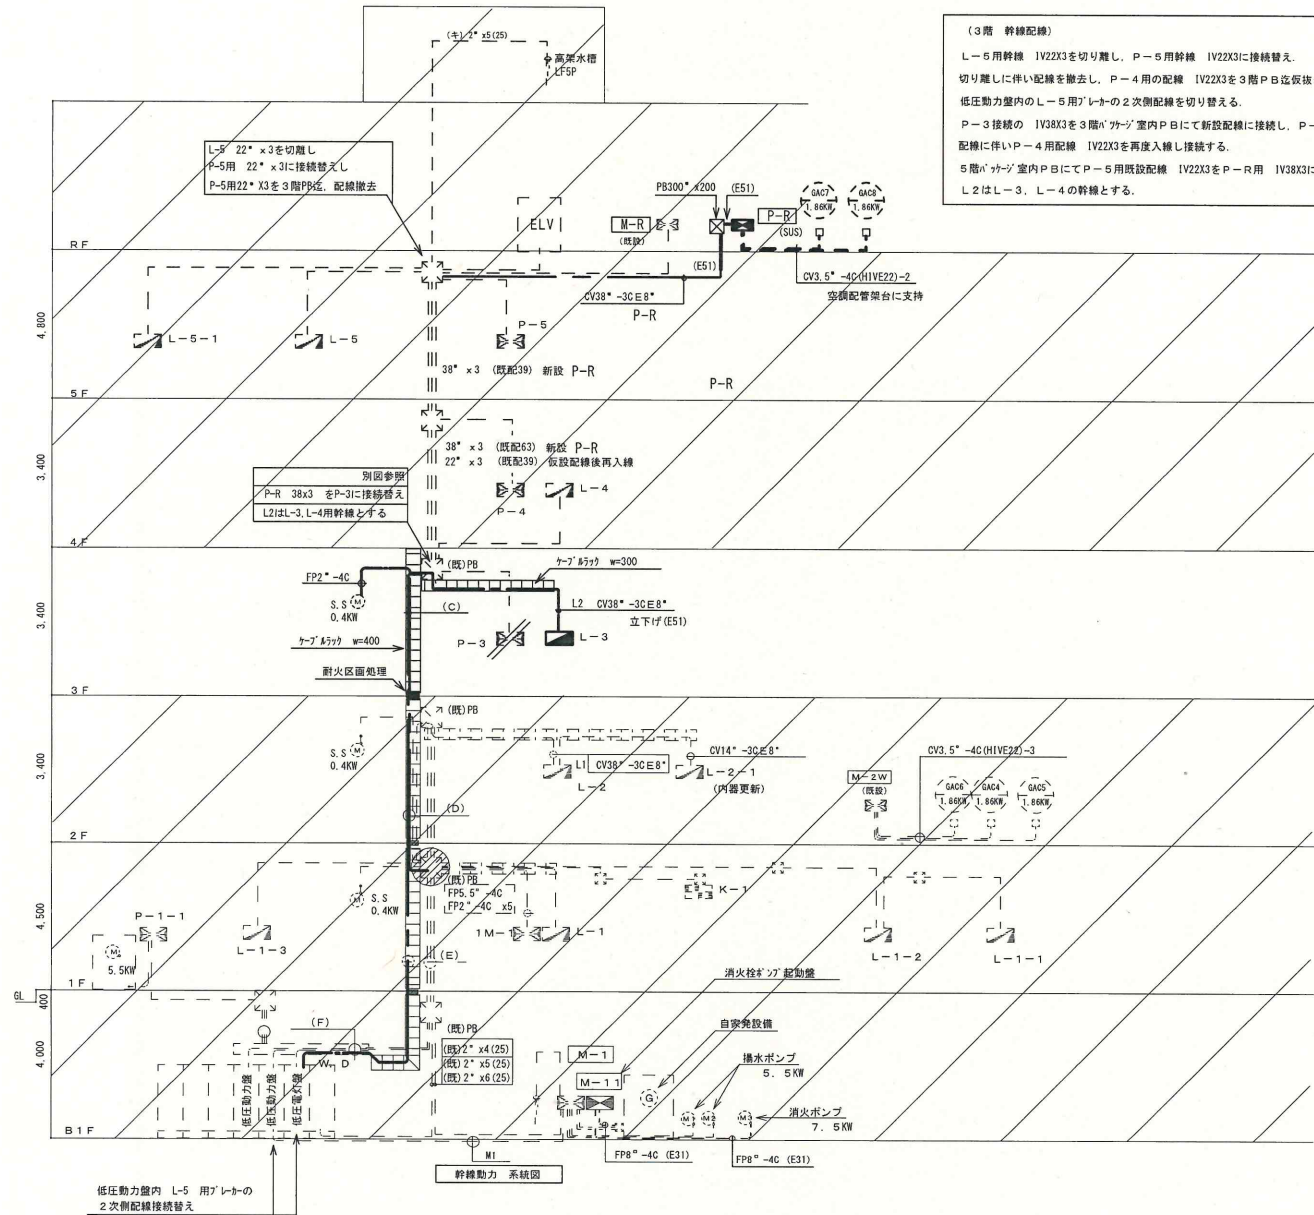 (キ) 2° x5(25)
高架水槽
LF5P
(3階 幹線配線)
L－5用幹線 IV22X3を切り離し、P－5用幹線 IV22X3に接続替え.
切り離しに伴い配線を撤去し、P－4用の配線 IV22X3を3階PB迄仮抜
低圧動力盤内のL－5用ブレーカーの2次側配線を切り替える.
P－3接続の IV38X3を3階パッケージ室内PBにて新設配線に接続し、P－
配線に伴いP－4用配線 IV22X3を再度入線し接続する.
5階パッケージ室内PBにてP－5用既設配線 IV22X3をP－R用 IV38X3に
L2はL－3、L－4の幹線とする.
L-5 22° x3を切離し
P-5用 22° x3に接続替えし
P-5用22° X3を3階PB迄、配線撤去
PB300° x200
(E51)
GAC7
1.86KW
GAC8
1.86KW
ELV
M－R
(既設)
P－R
(SUS)
RF
(E51)
CV38° -3CE8°
P－R
CV3.5° -4C(HIVE22)-2
空調配管架台に支持
4,800
L－5－1
L－5
P－5
38° x3 (既配39) 新設 P－R
P－R
5F
3,400
38° x3 (既配63) 新設 P－R
22° x3 (既配39) 仮設配線後再入線
別図参照
P-R 38x3 をP-3に接続替え
L2はL-3、L-4用幹線とする
P－4
L－4
4F
(既)PB
ケーブルラック w=300
FP2° -4C
S.S
0.4KW
(C)
L2 CV38° -3CE8°
立下げ(E51)
3,400
ケーブルラック w=400
P－3
L－3
耐火区画処理
3F
(既)PB
3,400
S.S
0.4KW
L1
CV38° -3CE8°
L－2
CV14° -3CE8°
L－2－1
(内器更新)
CV3.5° -4C(HIVE22)-3
M－2W
(既設)
GAC6
1.86KW
GAC4
1.86KW
GAC5
1.86KW
(D)
2F
(既)PB
FP5.5° -4C
FP2° -4C x5
S.S
0.4KW
K－1
4,500
P－1－1
5.5KW
L－1－3
1M－1
L－1
L－1－2
L－1－1
(E)
消火栓ポンプ起動盤
1F
GL
400
自家発設備
(F)
(既)PB
(既)2° x4(25)
(既)2° x5(25)
(既)2° x6(25)
M－1
M－11
揚水ポンプ
5.5KW
4,000
W D
低圧動力盤
低圧動力盤
低圧電灯盤
G
M1
M2
M3
消火ポンプ
7.5KW
B1F
M1
FP8° -4C (E31)
FP8° -4C (E31)
幹線動力 系統図
低圧動力盤内 L-5 用ブレーカーの
2次側配線接続替え